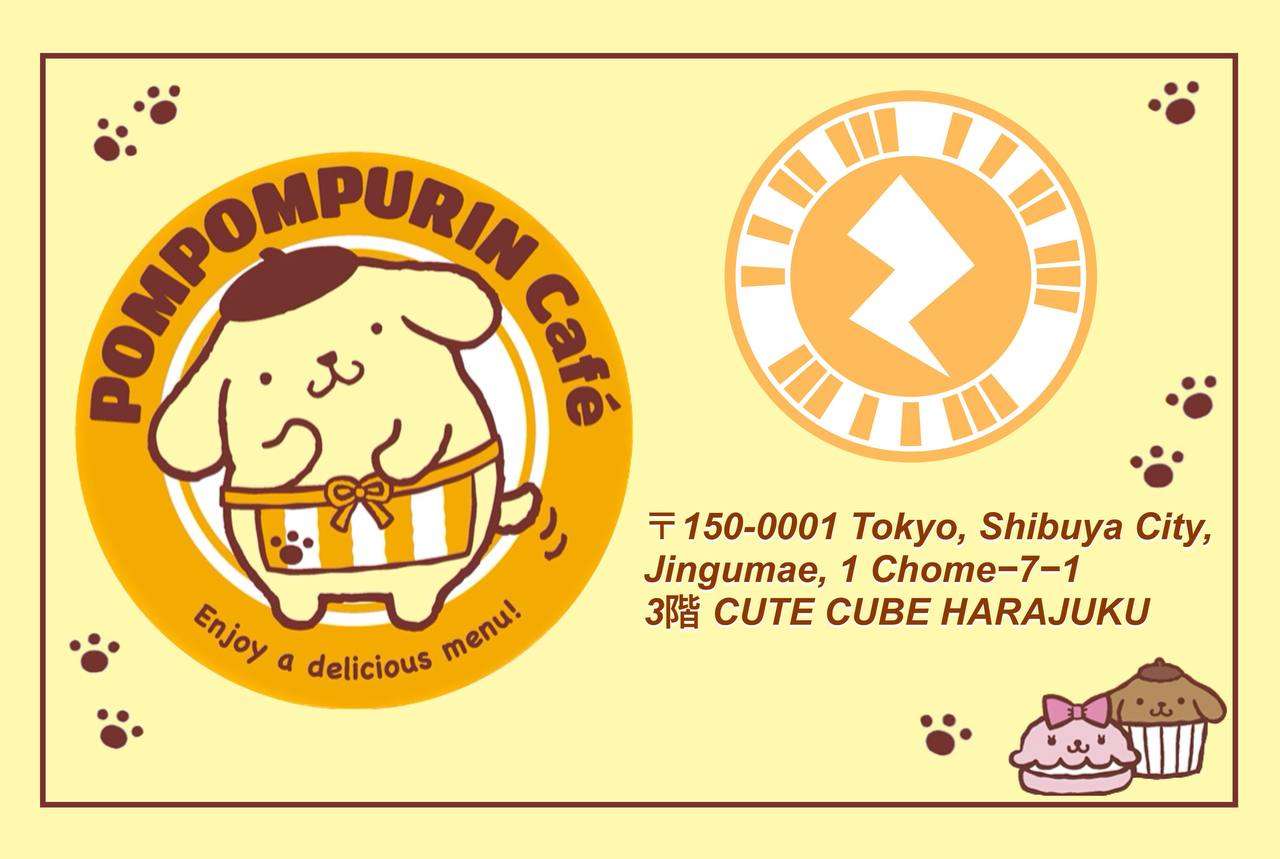 POMPOMPURIN Café
Enjoy a delicious menu!
〒150-0001 Tokyo, Shibuya City,
Jingumae, 1 Chome−7−1
3階 CUTE CUBE HARAJUKU